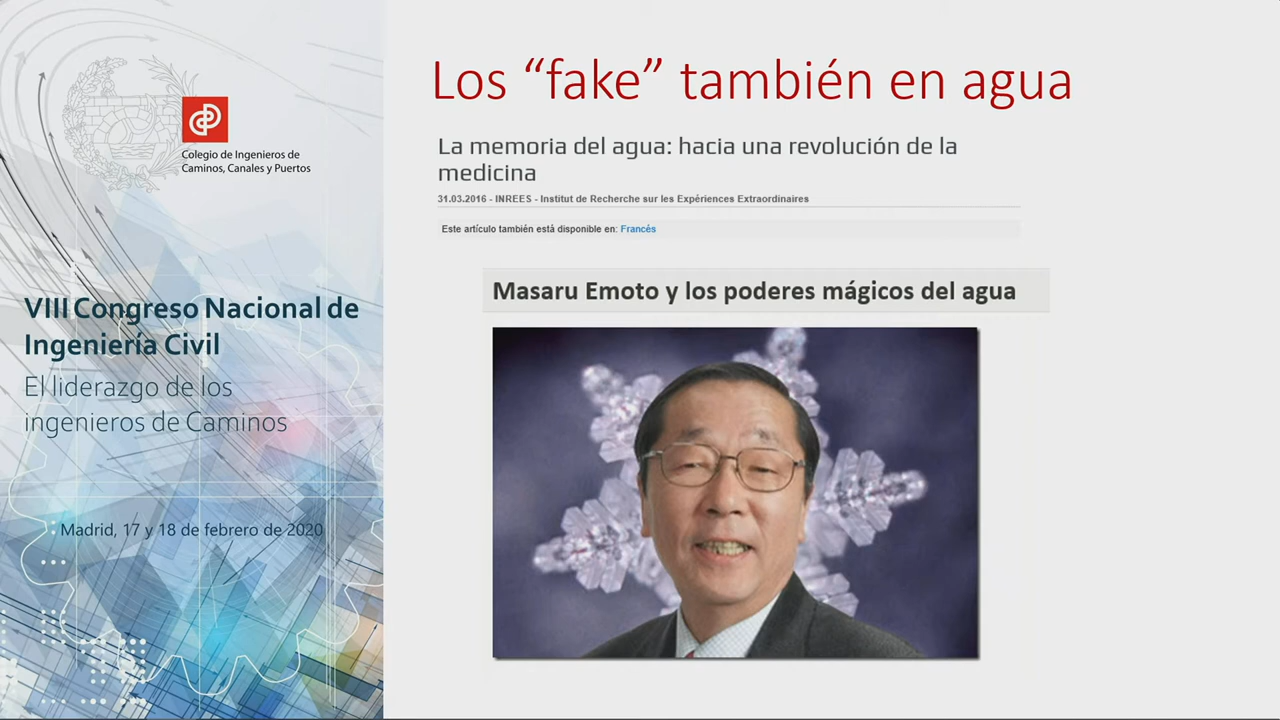 Colegio de Ingenieros de
Caminos, Canales y Puertos
VIII Congreso Nacional de
Ingeniería Civil
El liderazgo de los
ingenieros de Caminos
Madrid, 17 y 18 de febrero de 2020
Los “fake” también en agua
La memoria del agua: hacia una revolución de la
medicina
31.03.2016 - INREES - Institut de Recherche sur les Expériences Extraordinaires
Este artículo también está disponible en: Francés
Masaru Emoto y los poderes mágicos del agua